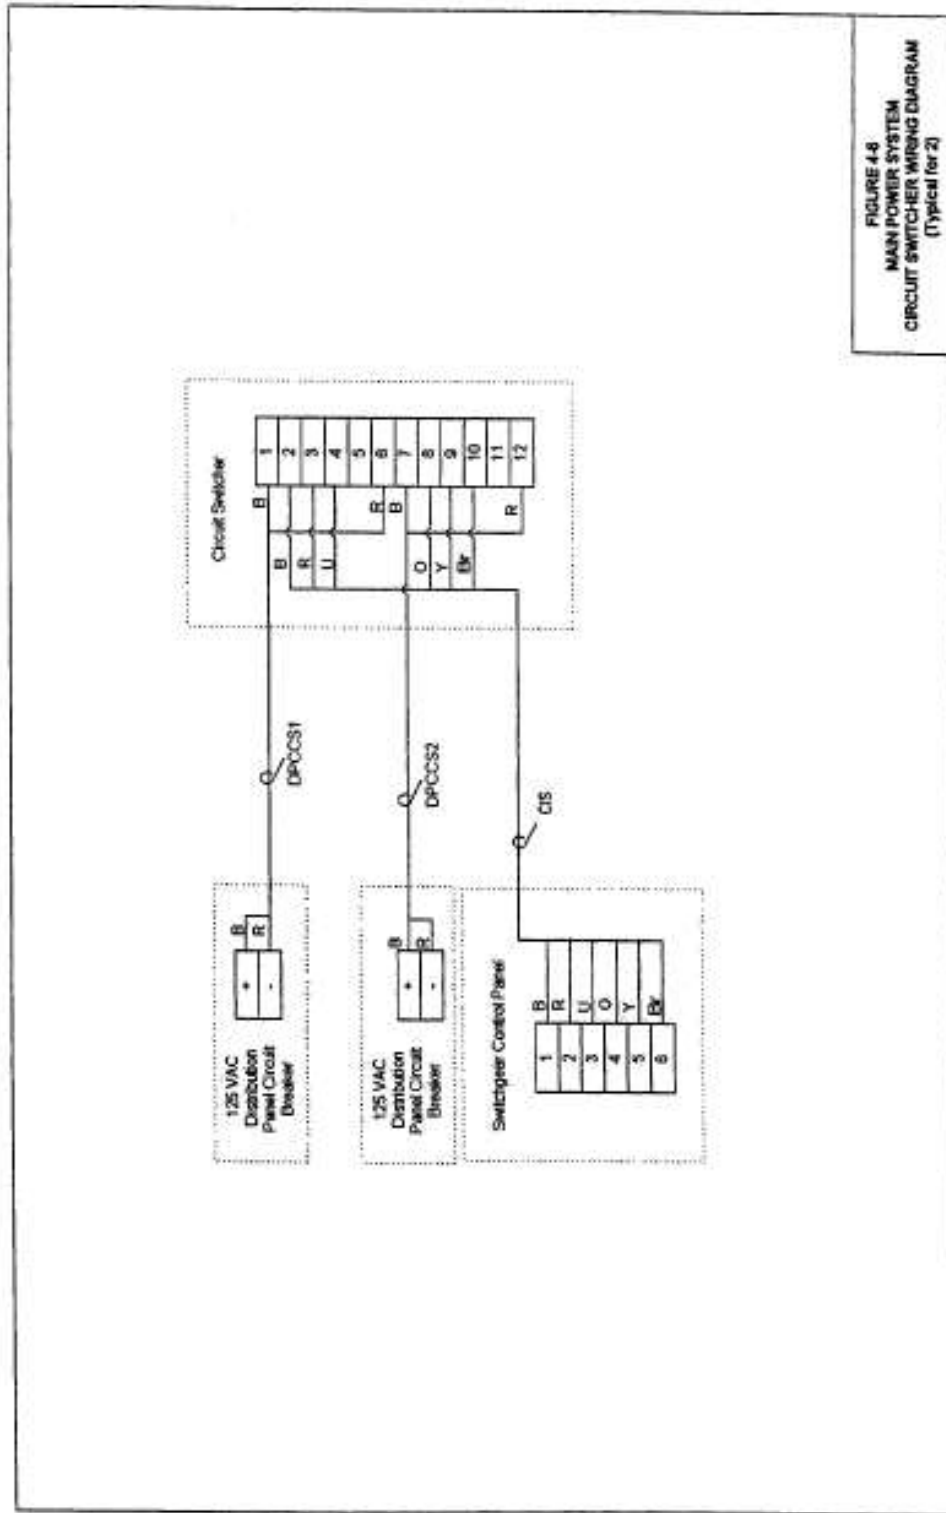 Circuit Switcher
1
2
3
4
5
6
7
8
9
10
11
12
B
B
R
U
R
B
O
Y
Br
R
DPCCS1
DPCCS2
CIS
125 VAC
Distribution
Panel Circuit
Breaker
+
-
B
R
125 VAC
Distribution
Panel Circuit
Breaker
+
-
B
R
Switchgear Control Panel
1
2
3
4
5
6
B
R
U
O
Y
Br
FIGURE 4-6
MAIN POWER SYSTEM
CIRCUIT SWITCHER WIRING DIAGRAM
(Typical for 2)